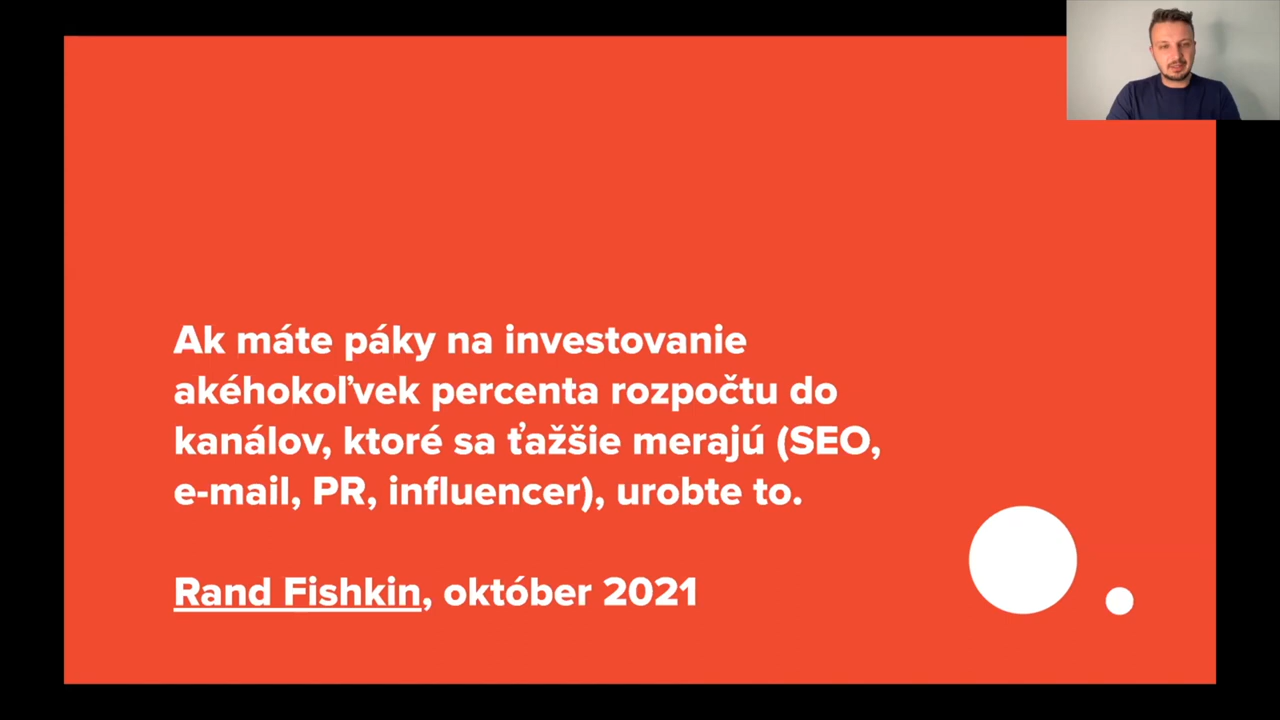 Ak máte páky na investovanie
akéhokoľvek percenta rozpočtu do
kanálov, ktoré sa ťažšie merajú (SEO,
e-mail, PR, influencer), urobte to.
Rand Fishkin, október 2021